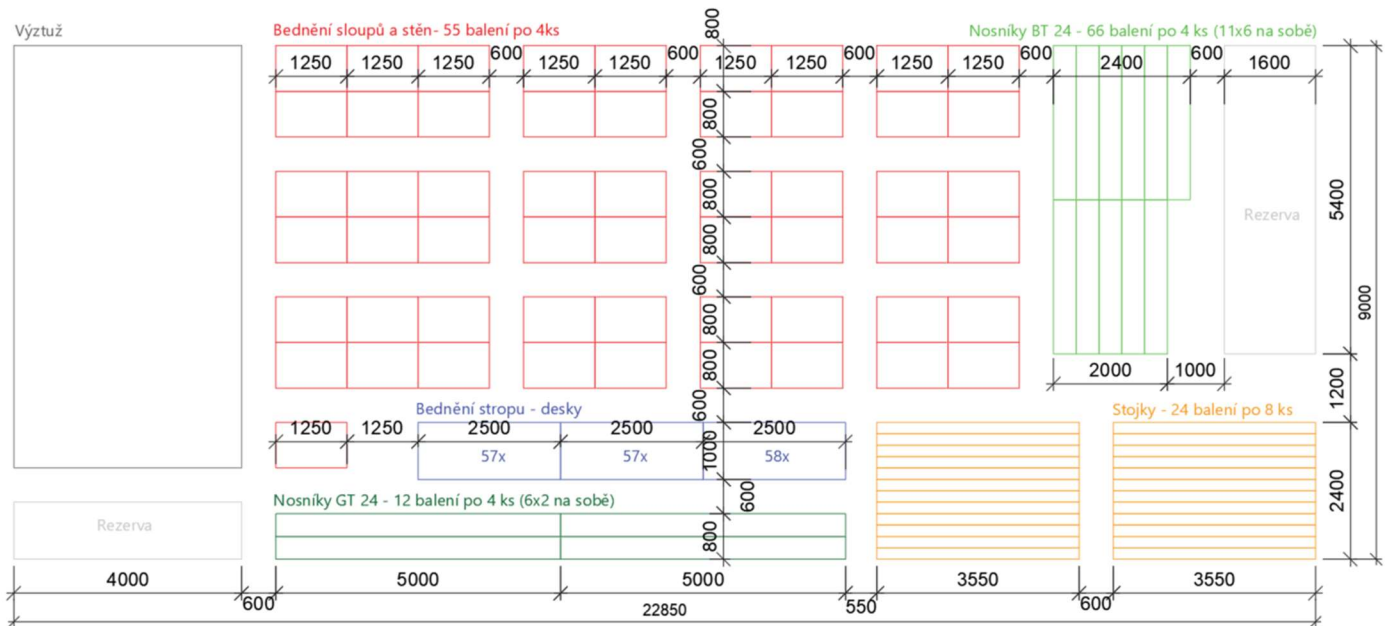 Výztuž
Bednění sloupů a stěn- 55 balení po 4ks
800
Nosníky BT 24 - 66 balení po 4 ks (11x6 na sobě)
600 600 600 600 600
1250 1250 1250 1250 1250 1250 1250 1250 1250 2400 1600
800
600
800
Rezerva
5400
800
600
9000
800
800
2000 1000
1200
600
Bednění stropu - desky
Stojky - 24 balení po 8 ks
1250 1250 2500 2500 2500
57x 57x 1000 58x
Nosníky GT 24 - 12 balení po 4 ks (6x2 na sobě)
600
2400
Rezerva
800
4000 5000 5000 3550 3550
600 22850 550 600